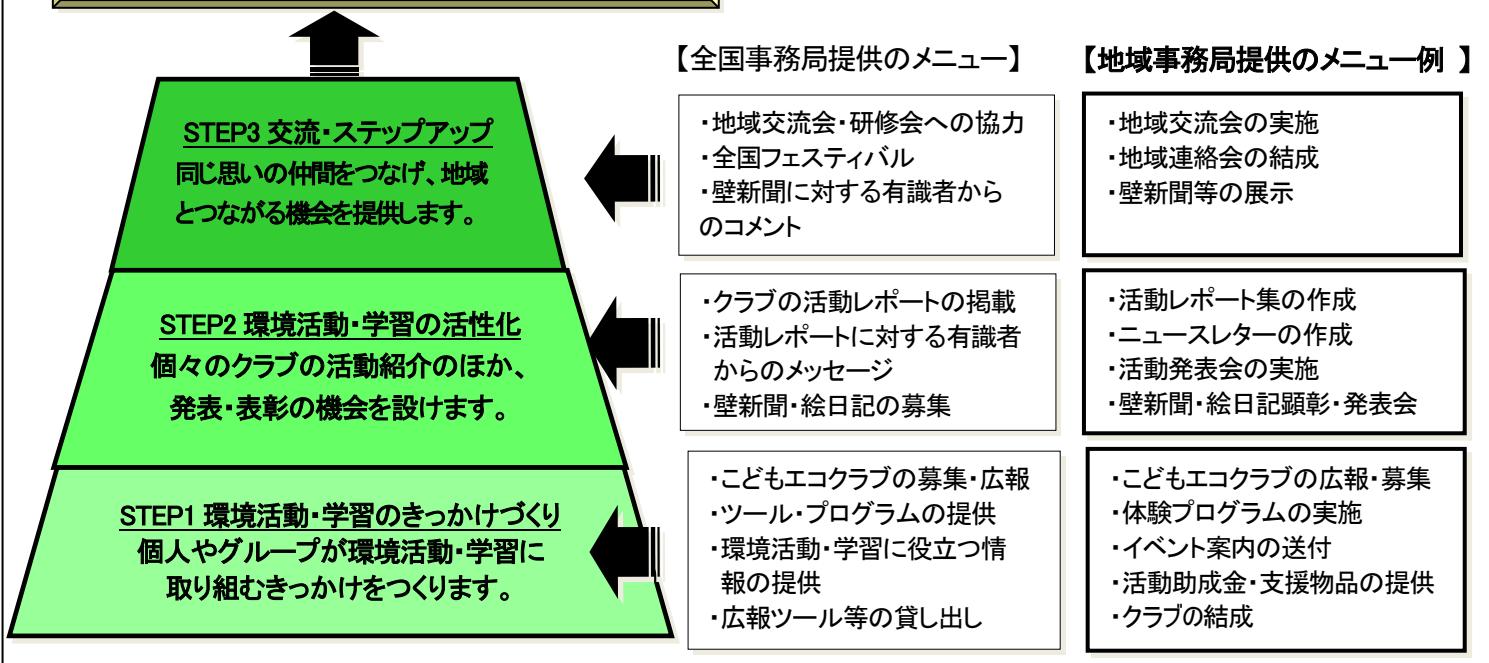 【全国事務局提供のメニュー】
【地域事務局提供のメニュー例 】
STEP3 交流・ステップアップ
同じ思いの仲間をつなげ、地域
とつながる機会を提供します。
・地域交流会・研修会への協力
・全国フェスティバル
・壁新聞に対する有識者から
のコメント
・地域交流会の実施
・地域連絡会の結成
・壁新聞等の展示
STEP2 環境活動・学習の活性化
個々のクラブの活動紹介のほか、
発表・表彰の機会を設けます。
・クラブの活動レポートの掲載
・活動レポートに対する有識者
からのメッセージ
・壁新聞・絵日記の募集
・活動レポート集の作成
・ニュースレターの作成
・活動発表会の実施
・壁新聞・絵日記顕彰・発表会
STEP1 環境活動・学習のきっかけづくり
個人やグループが環境活動・学習に
取り組むきっかけをつくります。
・こどもエコクラブの募集・広報
・ツール・プログラムの提供
・環境活動・学習に役立つ情
報の提供
・広報ツール等の貸し出し
・こどもエコクラブの広報・募集
・体験プログラムの実施
・イベント案内の送付
・活動助成金・支援物品の提供
・クラブの結成